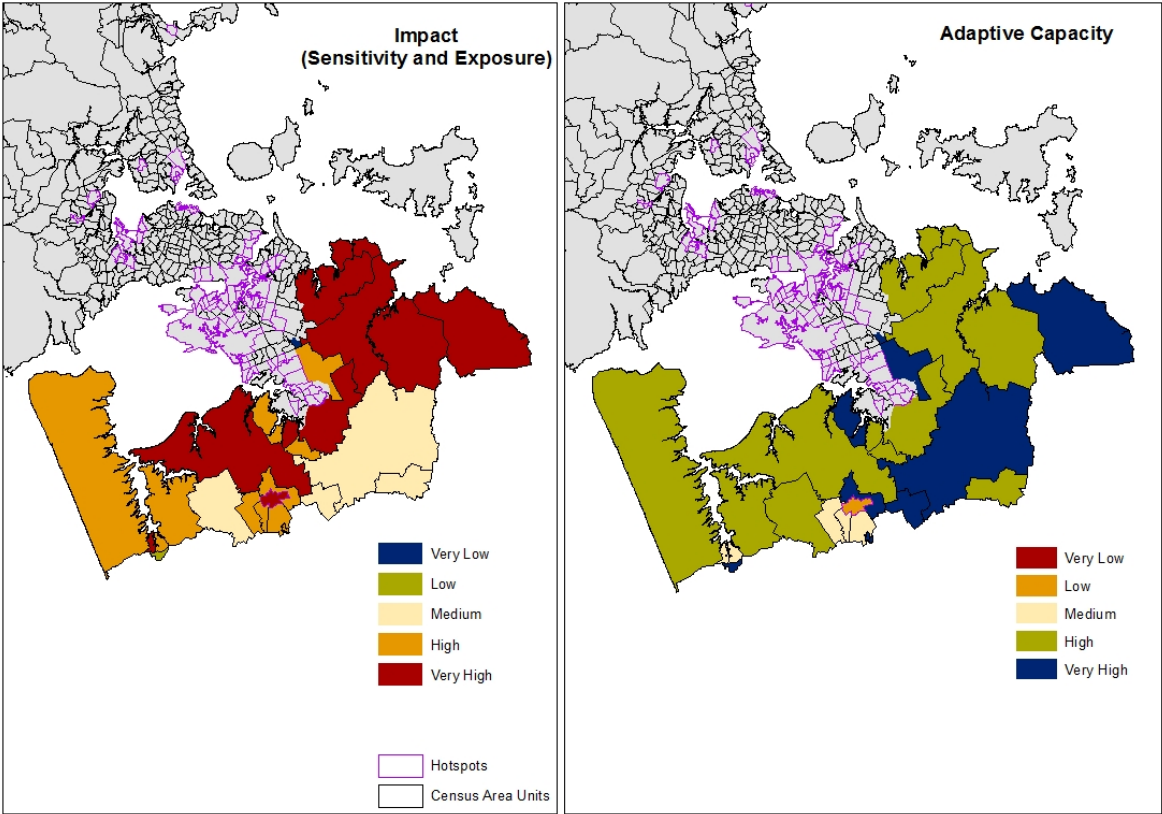 Impact
(Sensitivity and Exposure)
Very Low
Low
Medium
High
Very High
Hotspots
Census Area Units
Adaptive Capacity
Very Low
Low
Medium
High
Very High